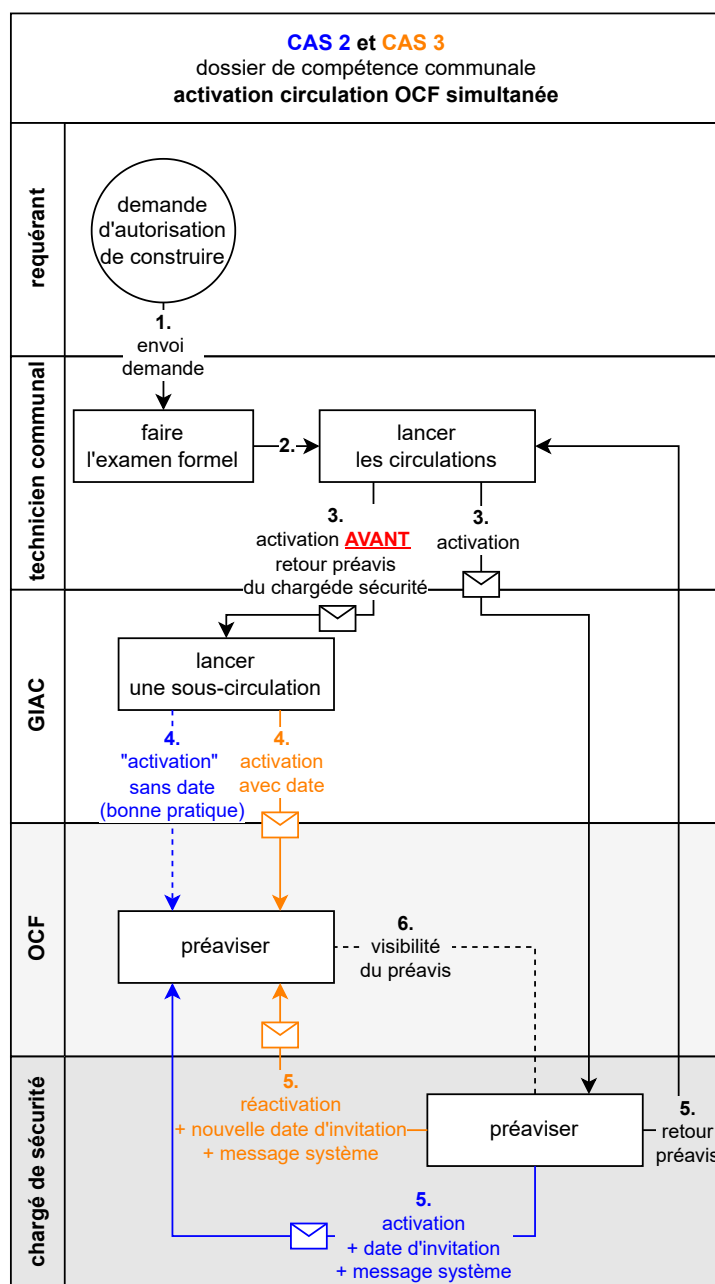 CAS 2 et CAS 3
dossier de compétence communale
activation circulation OCF simultanée
requérant
demande
d'autorisation
de construire
1.
envoi
demande
technicien communal
faire
l'examen formel
2.
lancer
les circulations
3.
activation AVANT
retour préavis
du chargéde sécurité
3.
activation
GIAC
lancer
une sous-circulation
4.
"activation"
sans date
(bonne pratique)
4.
activation
avec date
OCF
préaviser
6.
visibilité
du préavis
chargé de sécurité
5.
réactivation
+ nouvelle date d'invitation
+ message système
préaviser
5.
retour
préavis
5.
activation
+ date d'invitation
+ message système